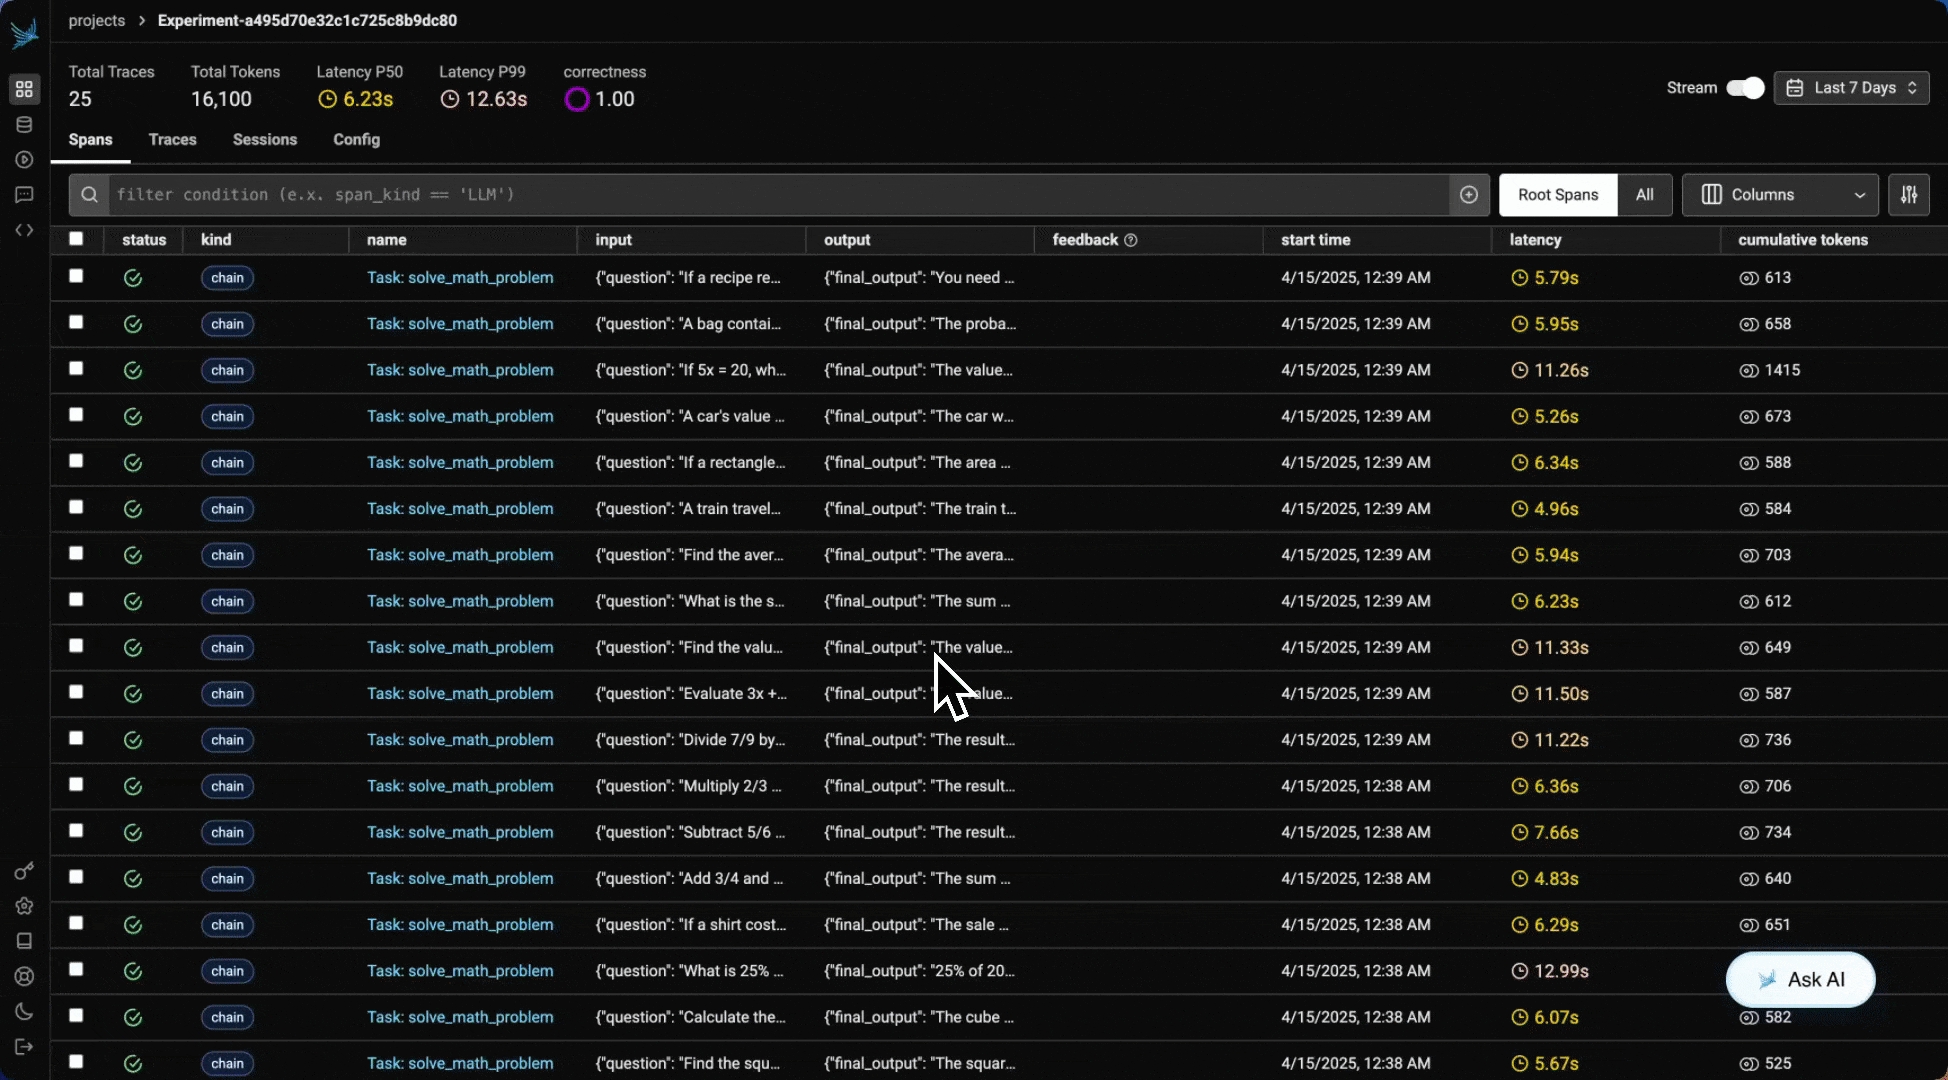 projects > Experiment-a495d70e32c1c725c8b9dc80
Total Traces Total Tokens Latency P50 Latency P99 correctness
25 16,100 6.23s 12.63s 1.00
Stream Last 7 Days
Spans Traces Sessions Config
filter condition (e.x. span_kind == 'LLM') Root Spans All Columns
status kind name input output feedback start time latency cumulative tokens
chain Task: solve_math_problem {"question": "If a recipe re... {"final_output": "You need ... 4/15/2025, 12:39 AM 5.79s 613
chain Task: solve_math_problem {"question": "A bag contai... {"final_output": "The proba... 4/15/2025, 12:39 AM 5.95s 658
chain Task: solve_math_problem {"question": "If 5x = 20, wh... {"final_output": "The value... 4/15/2025, 12:39 AM 11.26s 1415
chain Task: solve_math_problem {"question": "A car's value ... {"final_output": "The car w... 4/15/2025, 12:39 AM 5.26s 673
chain Task: solve_math_problem {"question": "If a rectangle... {"final_output": "The area ... 4/15/2025, 12:39 AM 6.34s 588
chain Task: solve_math_problem {"question": "A train travel... {"final_output": "The train t... 4/15/2025, 12:39 AM 4.96s 584
chain Task: solve_math_problem {"question": "Find the aver... {"final_output": "The avera... 4/15/2025, 12:39 AM 5.94s 703
chain Task: solve_math_problem {"question": "What is the s... {"final_output": "The sum ... 4/15/2025, 12:39 AM 6.23s 612
chain Task: solve_math_problem {"question": "Find the valu... {"final_output": "The value... 4/15/2025, 12:39 AM 11.33s 649
chain Task: solve_math_problem {"question": "Evaluate 3x +... {"final_output": 4/15/2025, 12:39 AM 11.50s 587
chain Task: solve_math_problem {"question": "Divide 7/9 by... {"final_output": "The result... 4/15/2025, 12:39 AM 11.22s 736
chain Task: solve_math_problem {"question": "Multiply 2/3 ... {"final_output": "The result... 4/15/2025, 12:38 AM 6.36s 706
chain Task: solve_math_problem {"question": "Subtract 5/6 ... {"final_output": "The result... 4/15/2025, 12:38 AM 7.66s 734
chain Task: solve_math_problem {"question": "Add 3/4 and ... {"final_output": "The sum ... 4/15/2025, 12:38 AM 4.83s 640
chain Task: solve_math_problem {"question": "If a shirt cost... {"final_output": "The sale ... 4/15/2025, 12:38 AM 6.29s 651
chain Task: solve_math_problem {"question": "What is 25% ... {"final_output": "25% of 20... 4/15/2025, 12:38 AM 12.99s
Ask AI
chain Task: solve_math_problem {"question": "Calculate the... {"final_output": "The cube ... 4/15/2025, 12:38 AM 6.07s 582
chain Task: solve_math_problem {"question": "Find the squ... {"final_output": "The squar... 4/15/2025, 12:38 AM 5.67s 525